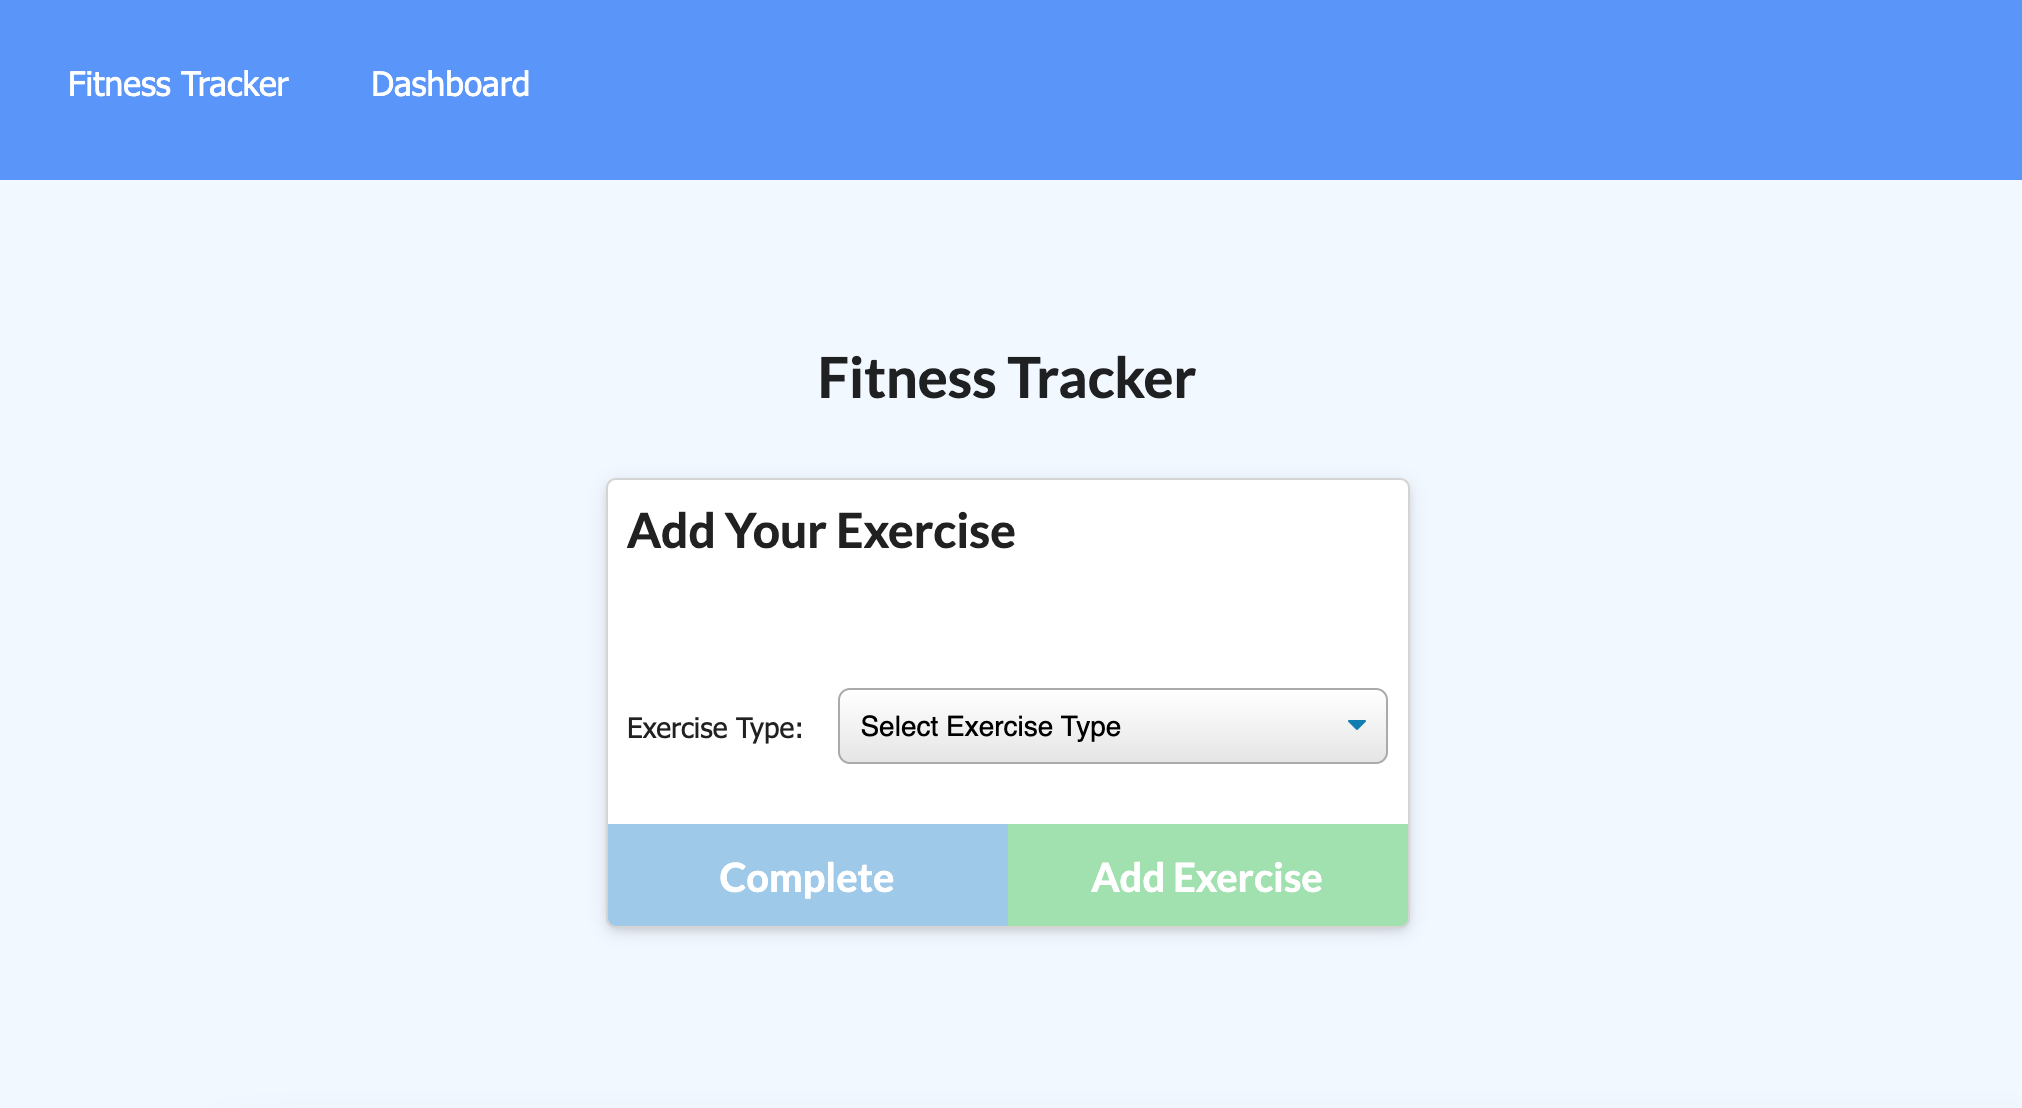 Fitness Tracker Dashboard
Fitness Tracker
Add Your Exercise
Exercise Type: Select Exercise Type
Complete Add Exercise